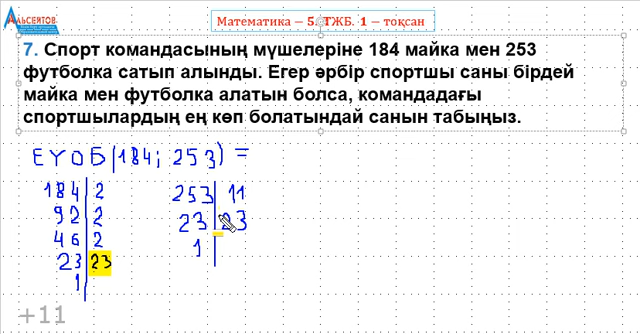 АЛЬСЕЙТОВ
Математика – 5. ТЖБ. 1 – тоқсан
7. Спорт командасының мүшелеріне 184 майка мен 253
футболка сатып алынды. Егер әрбір спортшы саны бірдей
майка мен футболка алатын болса, командадағы
спортшылардың ең көп болатындай санын табыңыз.
ЕҮОБ(184; 253) =
184 | 2 253 | 11
92 | 2 23 | 23
46 | 2 1
23 | 23
1
+11